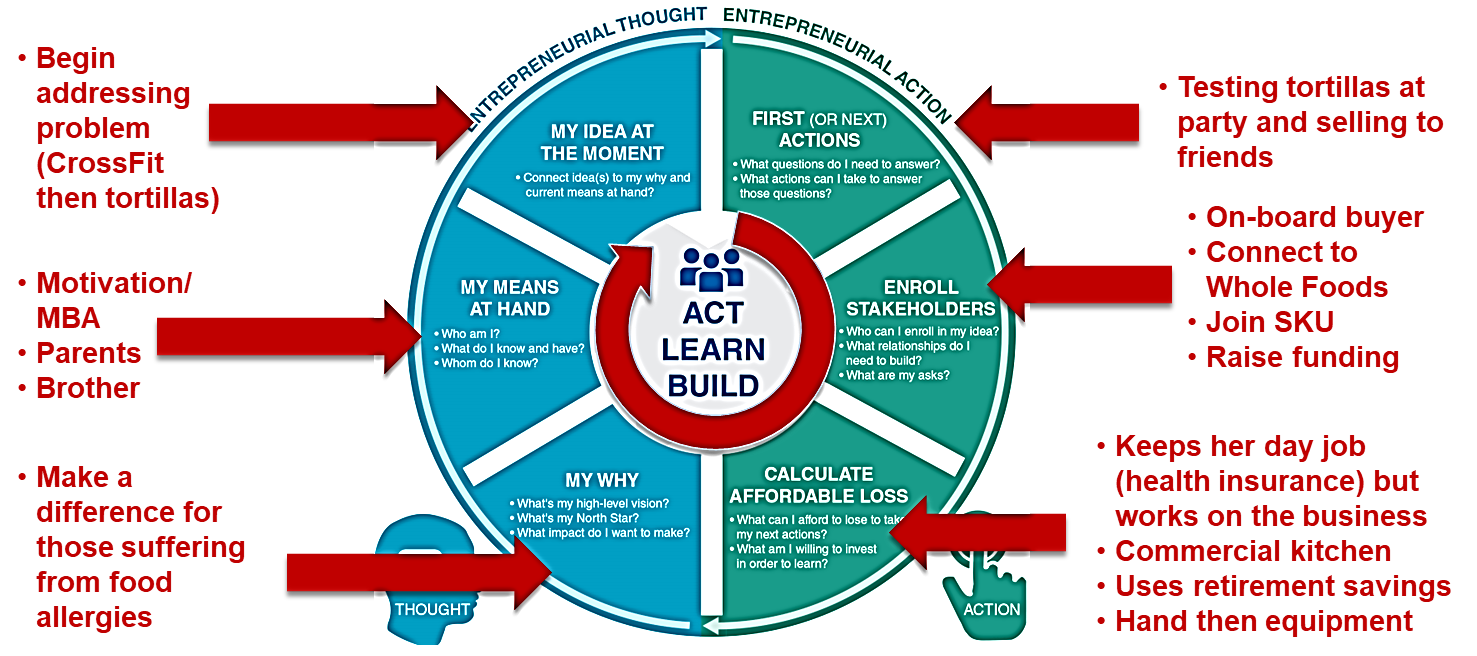 ENTREPRENEURIAL THOUGHT
ENTREPRENEURIAL ACTION
• Begin
addressing
problem
(CrossFit
then tortillas)
• Motivation/
MBA
• Parents
• Brother
• Make a
difference for
those suffering
from food
allergies
MY IDEA AT
THE MOMENT
• Connect idea(s) to my why and
current means at hand?
MY MEANS
AT HAND
• Who am I?
• What do I know and have?
• Whom do I know?
MY WHY
• What's my high-level vision?
• What's my North Star?
• What impact do I want to make?
THOUGHT
ACT
LEARN
BUILD
FIRST (OR NEXT)
ACTIONS
• What questions do I need to answer?
• What actions can I take to answer
those questions?
ENROLL
STAKEHOLDERS
• Who can I enroll in my idea?
• What relationships do I
need to build?
• What are my asks?
CALCULATE
AFFORDABLE LOSS
• What can I afford to lose to take
my next actions?
• What am I willing to invest
in order to learn?
ACTION
• Testing tortillas at
party and selling to
friends
• On-board buyer
• Connect to
Whole Foods
• Join SKU
• Raise funding
• Keeps her day job
(health insurance) but
works on the business
• Commercial kitchen
• Uses retirement savings
• Hand then equipment